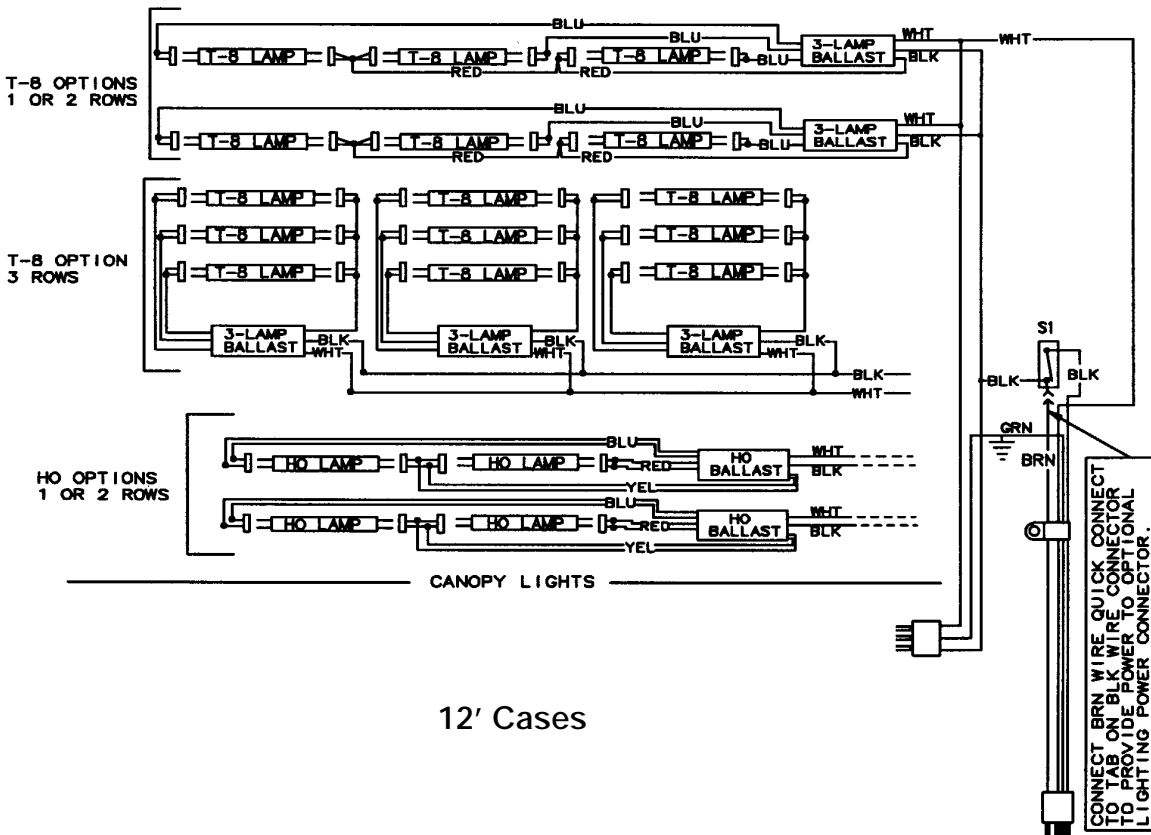 BLU
WHT
WHT
BLU
3-LAMP
BALLAST
T-8 LAMP
T-8 LAMP
T-8 LAMP
BLU
BLK
RED
RED
T-8 OPTIONS
1 OR 2 ROWS
BLU
WHT
BLU
3-LAMP
BALLAST
T-8 LAMP
T-8 LAMP
T-8 LAMP
BLU
BLK
RED
RED
T-8 LAMP
T-8 LAMP
T-8 LAMP
T-8 LAMP
T-8 LAMP
T-8 LAMP
T-8 OPTION
3 ROWS
T-8 LAMP
T-8 LAMP
T-8 LAMP
3-LAMP
BALLAST
BLK
WHT
3-LAMP
BALLAST
BLK
WHT
3-LAMP
BALLAST
BLK
WHT
BLK
WHT
S1
BLK
BLK
GRN
BRN
HO OPTIONS
1 OR 2 ROWS
BLU
HO LAMP
HO LAMP
RED
HO
BALLAST
WHT
BLK
YEL
BLU
HO LAMP
HO LAMP
RED
HO
BALLAST
WHT
BLK
YEL
CANOPY LIGHTS
CONNECT BRN WIRE QUICK CONNECT
TO TAB ON BLK WIRE CONNECTOR
TO PROVIDE POWER TO OPTIONAL
LIGHTING POWER CONNECTOR.
12' Cases